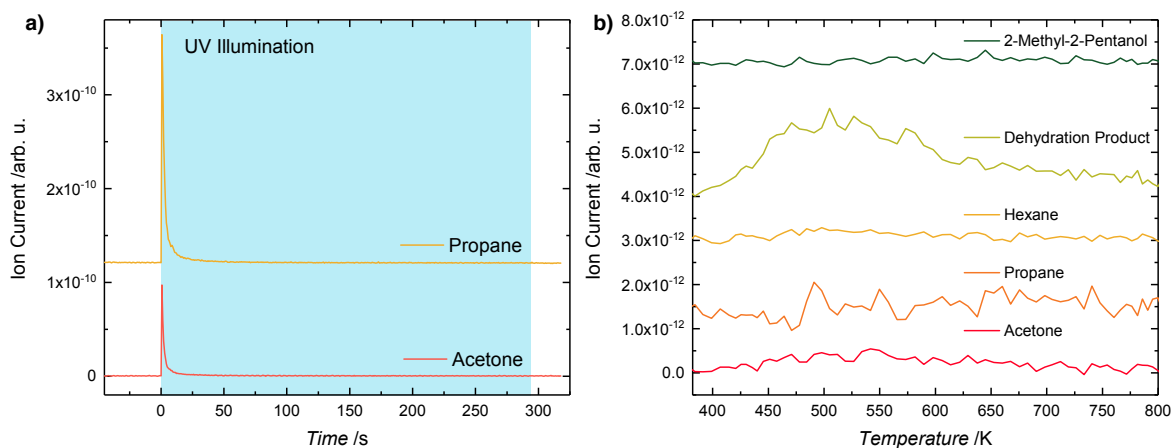 a)
UV Illumination
3x10⁻¹⁰
2x10⁻¹⁰
1x10⁻¹⁰
0
Ion Current /arb. u.
Propane
Acetone
0 50 100 150 200 250 300
Time /s
b)
8.0x10⁻¹²
7.0x10⁻¹²
6.0x10⁻¹²
5.0x10⁻¹²
4.0x10⁻¹²
3.0x10⁻¹²
2.0x10⁻¹²
1.0x10⁻¹²
0.0
Ion Current /arb. u.
2-Methyl-2-Pentanol
Dehydration Product
Hexane
Propane
Acetone
400 450 500 550 600 650 700 750 800
Temperature /K